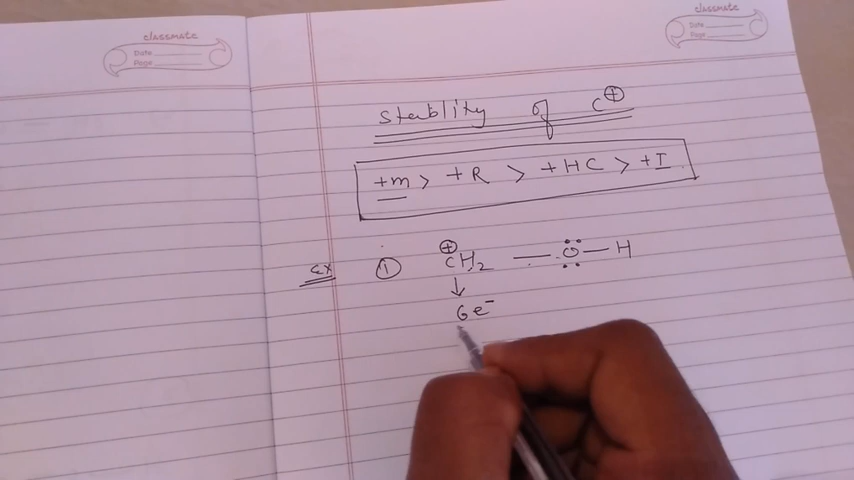 classmate
Date
Page
classmate
Date
Page
Stablity of C⊕
+m > +R > +HC > +I
Ex ① ⊕CH₂ — Ö — H
↓
6e⁻